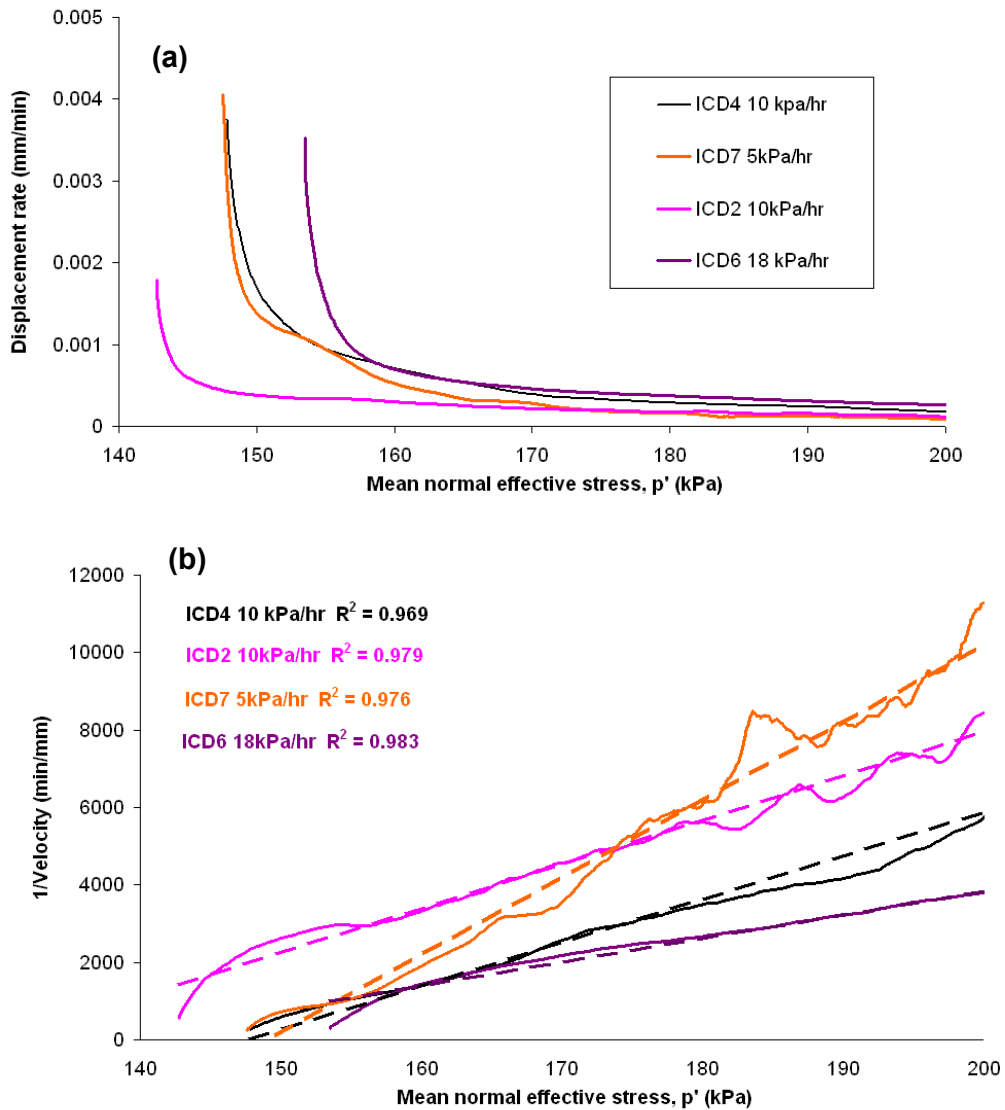 (a)
0.005
0.004
0.003
0.002
0.001
0
Displacement rate (mm/min)
ICD4 10 kpa/hr
ICD7 5kPa/hr
ICD2 10kPa/hr
ICD6 18 kPa/hr
140 150 160 170 180 190 200
Mean normal effective stress, p' (kPa)
(b)
12000
10000
8000
6000
4000
2000
0
1/Velocity (min/mm)
ICD4 10 kPa/hr R² = 0.969
ICD2 10kPa/hr R² = 0.979
ICD7 5kPa/hr R² = 0.976
ICD6 18kPa/hr R² = 0.983
140 150 160 170 180 190 200
Mean normal effective stress, p' (kPa)